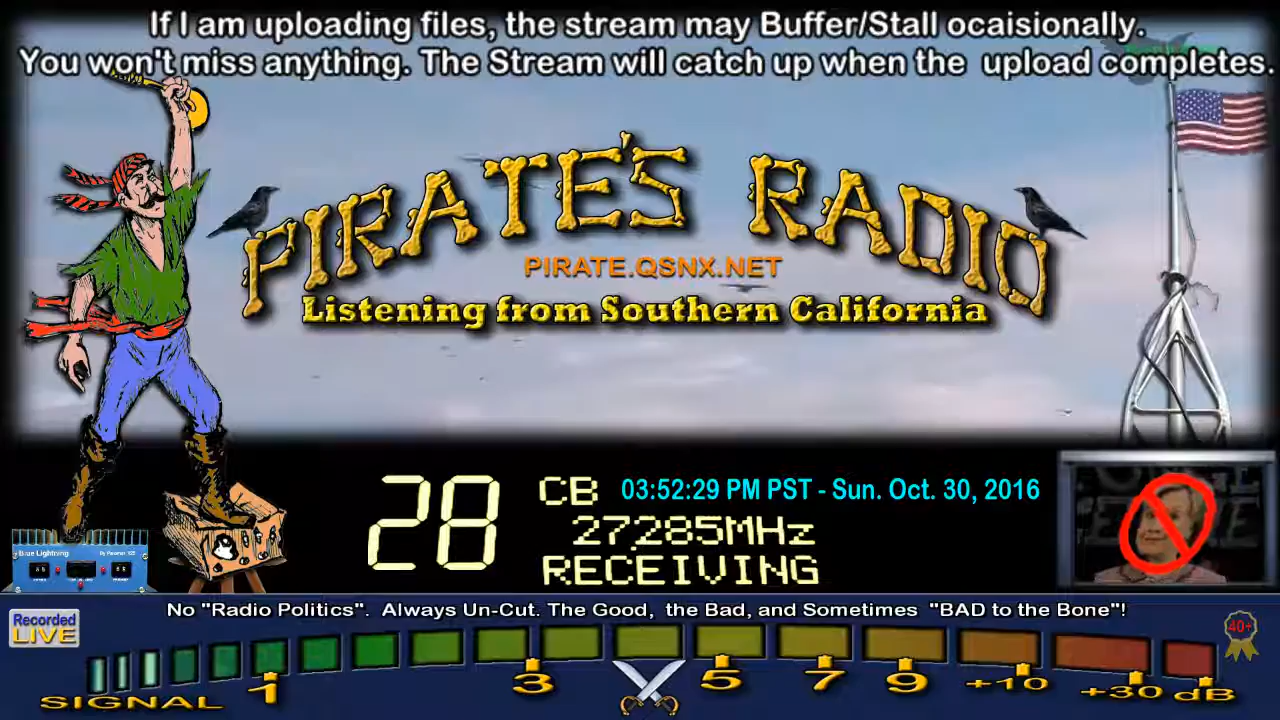 If I am uploading files, the stream may Buffer/Stall ocaisionally.
You won't miss anything. The Stream will catch up when the upload completes.
PIRATE'S RADIO
PIRATE.QSNX.NET
Listening from Southern California
28
CB
03:52:29 PM PST - Sun. Oct. 30, 2016
27.285MHz
RECEIVING
Blue Lightning
No "Radio Politics". Always Un-Cut. The Good, the Bad, and Sometimes "BAD to the Bone"!
Recorded
LIVE
40+
SIGNAL 1 3 5 7 9 +10 +30 dB